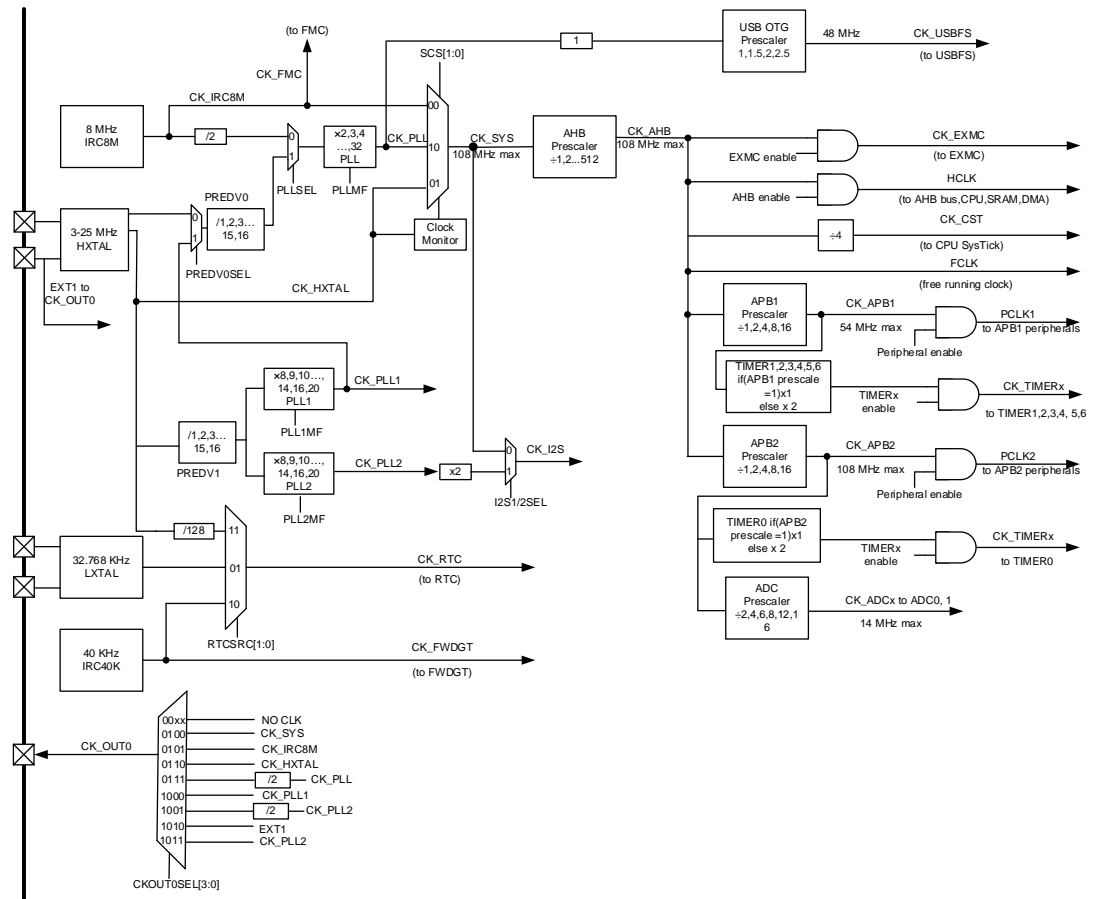 (to FMC)
CK_FMC
CK_IRC8M
8 MHz
IRC8M
/2
0
1
PLLSEL
×2,3,4
…,32
PLL
PLLMF
CK_PLL
SCS[1:0]
00
10
01
CK_SYS
108 MHz max
Clock
Monitor
1
USB OTG
Prescaler
1,1.5,2,2.5
48 MHz
CK_USBFS
(to USBFS)
AHB
Prescaler
÷1,2...512
CK_AHB
108 MHz max
EXMC enable
CK_EXMC
(to EXMC)
AHB enable
HCLK
(to AHB bus,CPU,SRAM,DMA)
÷4
CK_CST
(to CPU SysTick)
FCLK
(free running clock)
3-25 MHz
HXTAL
EXT1 to
CK_OUT0
PREDV0
0
1
/1,2,3…
15,16
PREDV0SEL
CK_HXTAL
APB1
Prescaler
÷1,2,4,8,16
CK_APB1
54 MHz max
Peripheral enable
PCLK1
to APB1 peripherals
TIMER1,2,3,4,5,6
if(APB1 prescale
=1)x1
else x 2
TIMERx
enable
CK_TIMERx
to TIMER1,2,3,4, 5,6
×8,9,10…,
14,16,20
PLL1
PLL1MF
CK_PLL1
/1,2,3…
15,16
PREDV1
×8,9,10…,
14,16,20
PLL2
PLL2MF
CK_PLL2
x2
0
1
CK_I2S
I2S1/2SEL
APB2
Prescaler
÷1,2,4,8,16
CK_APB2
108 MHz max
Peripheral enable
PCLK2
to APB2 peripherals
TIMER0 if(APB2
prescale =1)x1
else x 2
TIMERx
enable
CK_TIMERx
to TIMER0
ADC
Prescaler
÷2,4,6,8,12,1
6
CK_ADCx to ADC0, 1
14 MHz max
/128
11
01
10
RTCSRC[1:0]
32.768 KHz
LXTAL
CK_RTC
(to RTC)
40 KHz
IRC40K
CK_FWDGT
(to FWDGT)
CK_OUT0
00xx
NO CLK
0100
CK_SYS
0101
CK_IRC8M
0110
CK_HXTAL
0111
/2
CK_PLL
1000
CK_PLL1
1001
/2
CK_PLL2
1010
EXT1
1011
CK_PLL2
CKOUT0SEL[3:0]